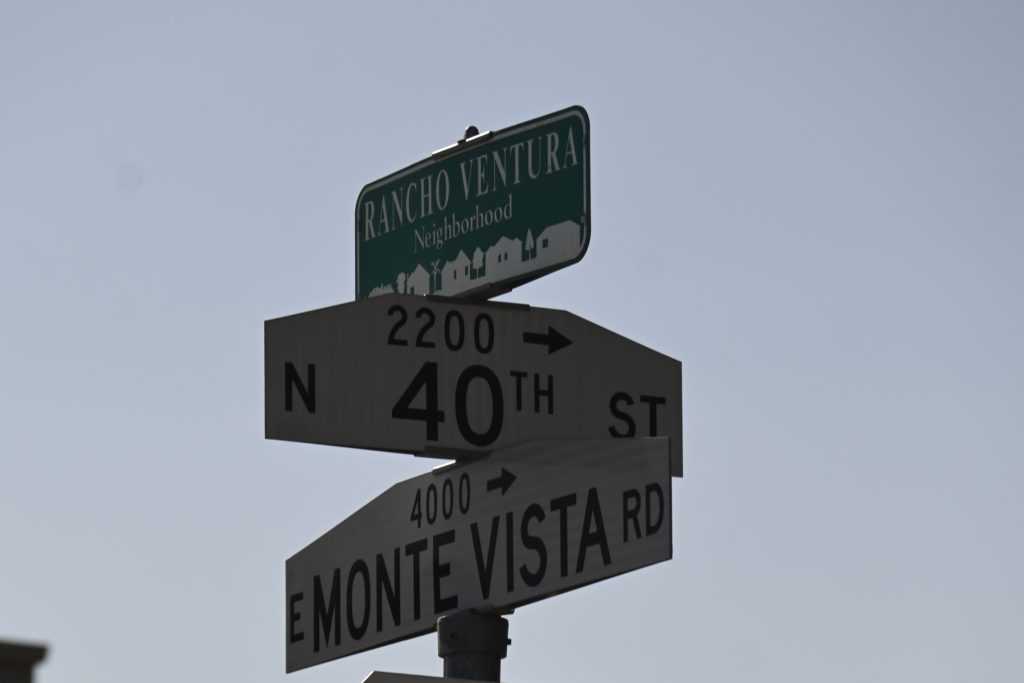 RANCHO VENTURA
Neighborhood
2200 →
N 40TH ST
4000 →
E MONTE VISTA RD